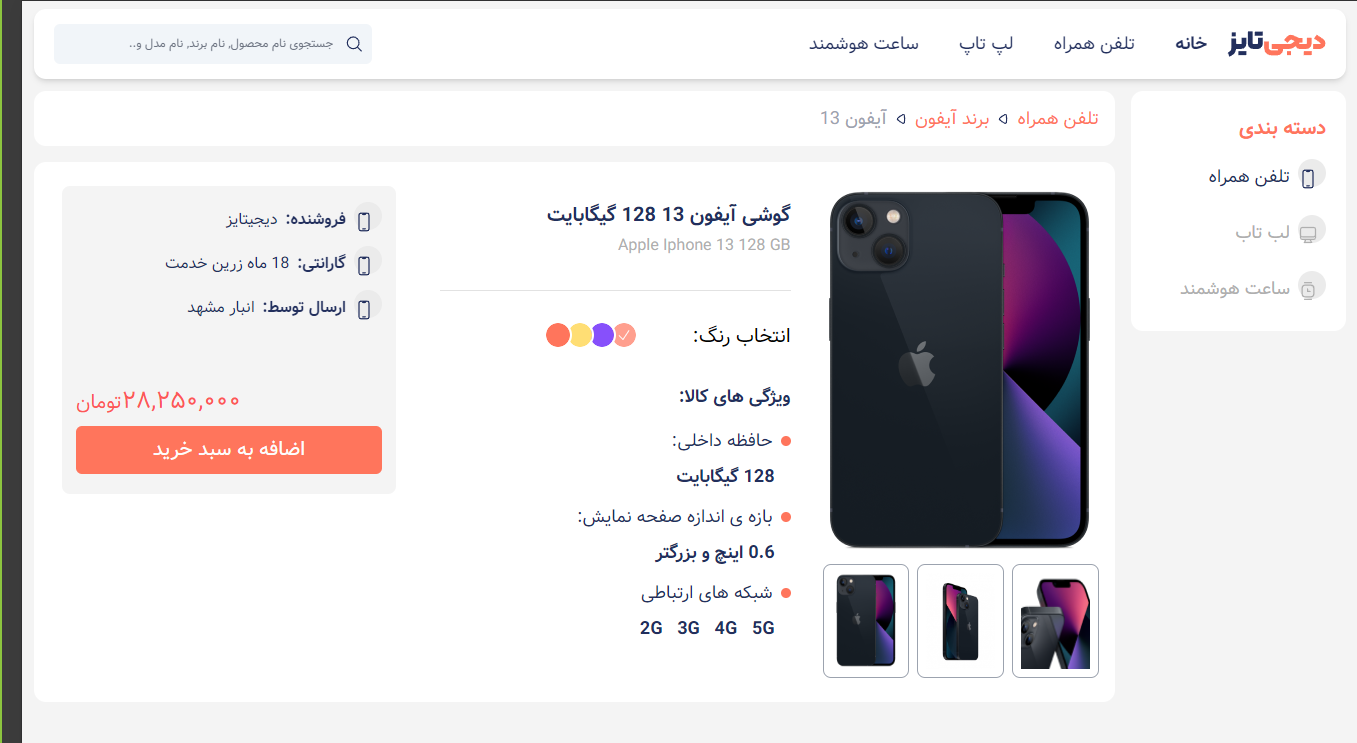 دیجی‌تایز
خانه
تلفن همراه
لپ تاپ
ساعت هوشمند
جستجوی نام محصول, نام برند, نام مدل و..
دسته بندی
تلفن همراه
لب تاب
ساعت هوشمند
تلفن همراه
برند آیفون
آیفون 13
گوشی آیفون 13 128 گیگابایت
Apple Iphone 13 128 GB
انتخاب رنگ:
ویژگی های کالا:
حافظه داخلی:
128 گیگابایت
بازه ی اندازه صفحه نمایش:
0.6 اینچ و بزرگتر
شبکه های ارتباطی
5G 4G 3G 2G
فروشنده: دیجیتایز
گارانتی: 18 ماه زرین خدمت
ارسال توسط: انبار مشهد
۲۸,۲۵۰,۰۰۰تومان
اضافه به سبد خرید